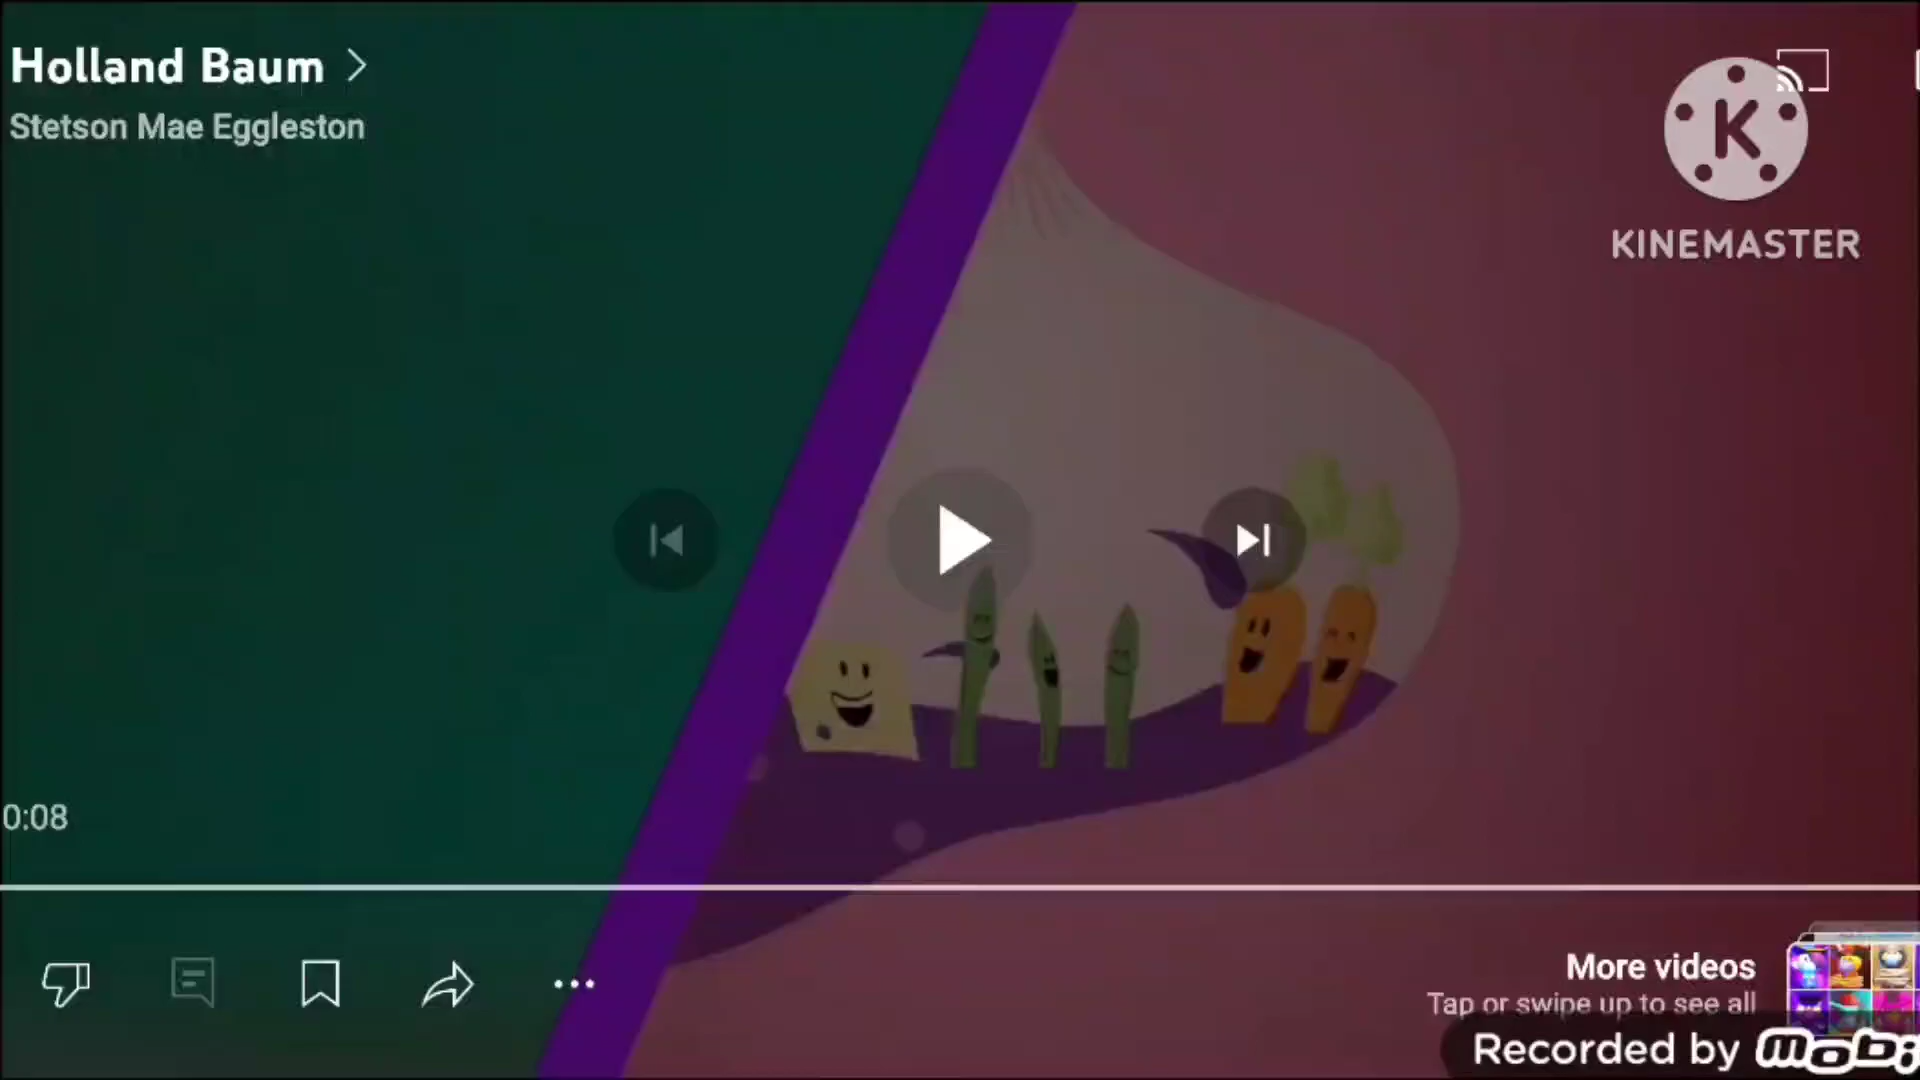 Holland Baum
Stetson Mae Eggleston
K
KINEMASTER
0:08
More videos
Tap or swipe up to see all
Recorded by